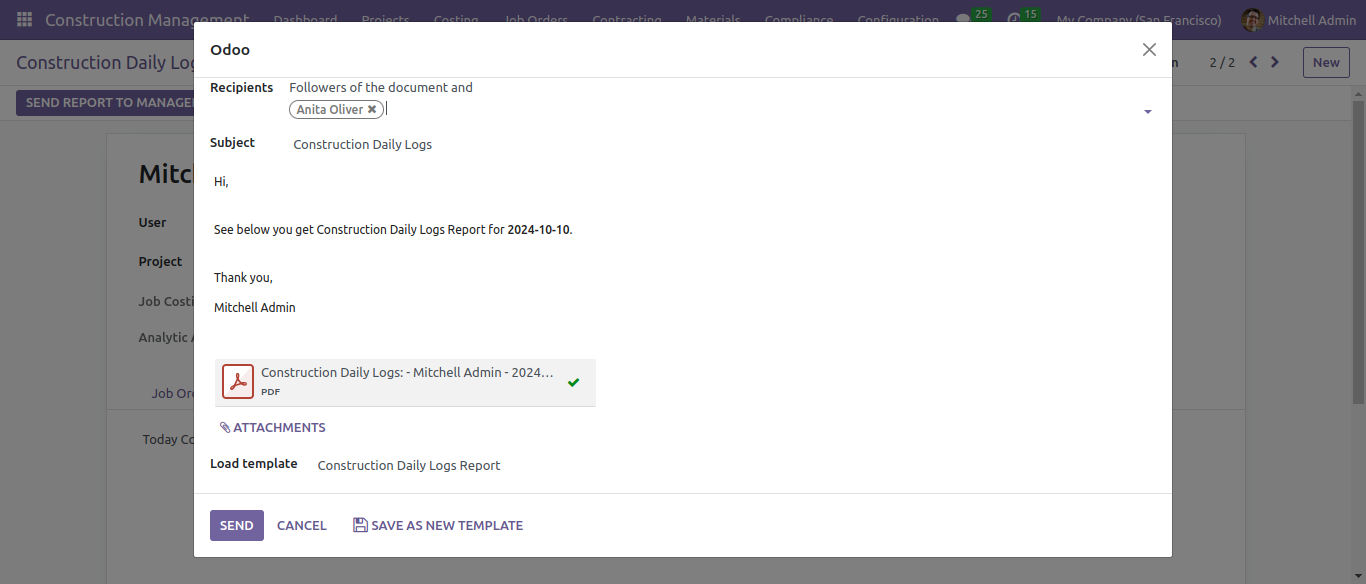 Construction Management Dashboard Projects Costing Job Orders Contracting Materials Compliance Configuration 25 15 My Company (San Francisco) Mitchell Admin
Odoo
Construction Daily Log 2 / 2 New
Recipients Followers of the document and
SEND REPORT TO MANAGER Anita Oliver
Subject Construction Daily Logs
Mitc
Hi,
User
See below you get Construction Daily Logs Report for 2024-10-10.
Project
Thank you,
Job Costi
Mitchell Admin
Analytic A
Construction Daily Logs: - Mitchell Admin - 2024...
PDF
Job Or
ATTACHMENTS
Today Co
Load template Construction Daily Logs Report
SEND CANCEL SAVE AS NEW TEMPLATE